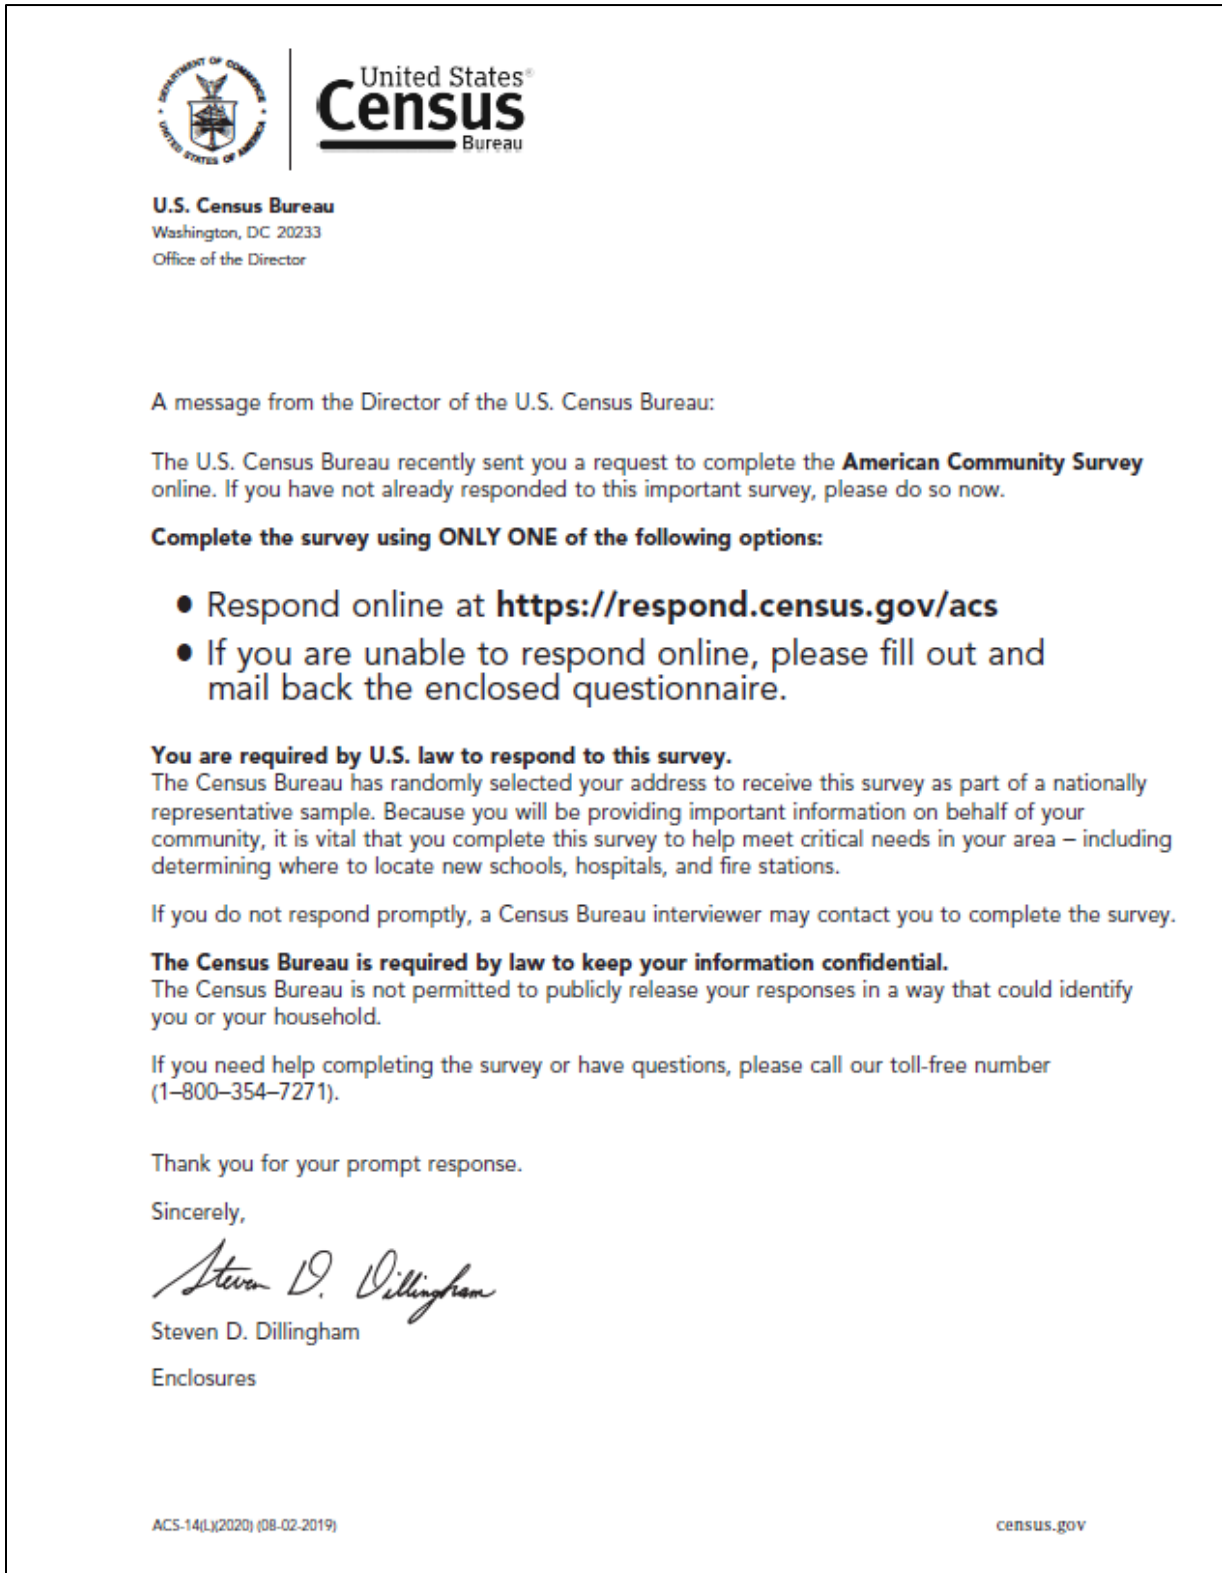 DEPARTMENT OF COMMERCE
UNITED STATES OF AMERICA
United States®
Census
Bureau
U.S. Census Bureau
Washington, DC 20233
Office of the Director
A message from the Director of the U.S. Census Bureau:
The U.S. Census Bureau recently sent you a request to complete the American Community Survey
online. If you have not already responded to this important survey, please do so now.
Complete the survey using ONLY ONE of the following options:
• Respond online at https://respond.census.gov/acs
• If you are unable to respond online, please fill out and
mail back the enclosed questionnaire.
You are required by U.S. law to respond to this survey.
The Census Bureau has randomly selected your address to receive this survey as part of a nationally
representative sample. Because you will be providing important information on behalf of your
community, it is vital that you complete this survey to help meet critical needs in your area – including
determining where to locate new schools, hospitals, and fire stations.
If you do not respond promptly, a Census Bureau interviewer may contact you to complete the survey.
The Census Bureau is required by law to keep your information confidential.
The Census Bureau is not permitted to publicly release your responses in a way that could identify
you or your household.
If you need help completing the survey or have questions, please call our toll-free number
(1–800–354–7271).
Thank you for your prompt response.
Sincerely,
Steven D. Dillingham
Steven D. Dillingham
Enclosures
ACS-14(L)(2020) (08-02-2019)
census.gov